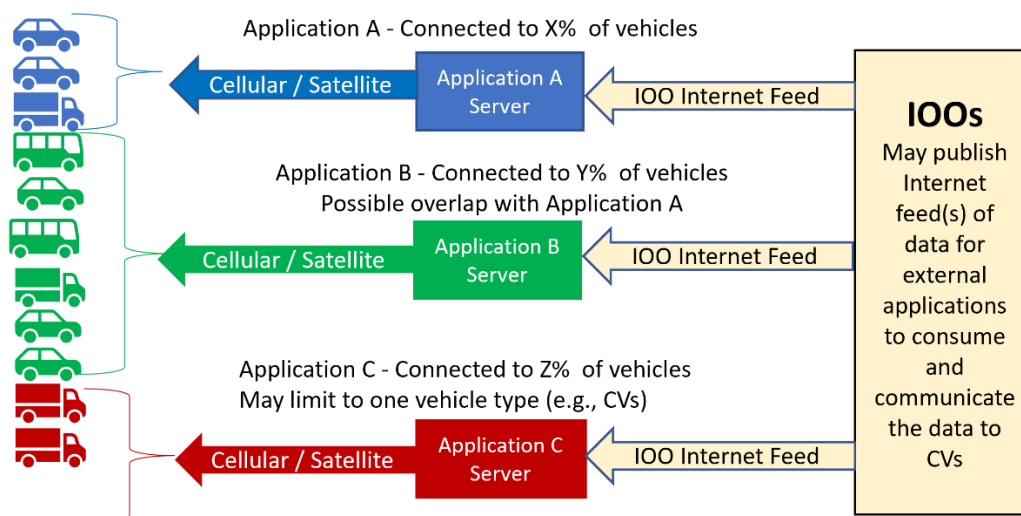 Application A - Connected to X% of vehicles
Cellular / Satellite
Application A
Server
IOO Internet Feed
Application B - Connected to Y% of vehicles
Possible overlap with Application A
Cellular / Satellite
Application B
Server
IOO Internet Feed
Application C - Connected to Z% of vehicles
May limit to one vehicle type (e.g., CVs)
Cellular / Satellite
Application C
Server
IOO Internet Feed
IOOs
May publish
Internet
feed(s) of
data for
external
applications
to consume
and
communicate
the data to
CVs